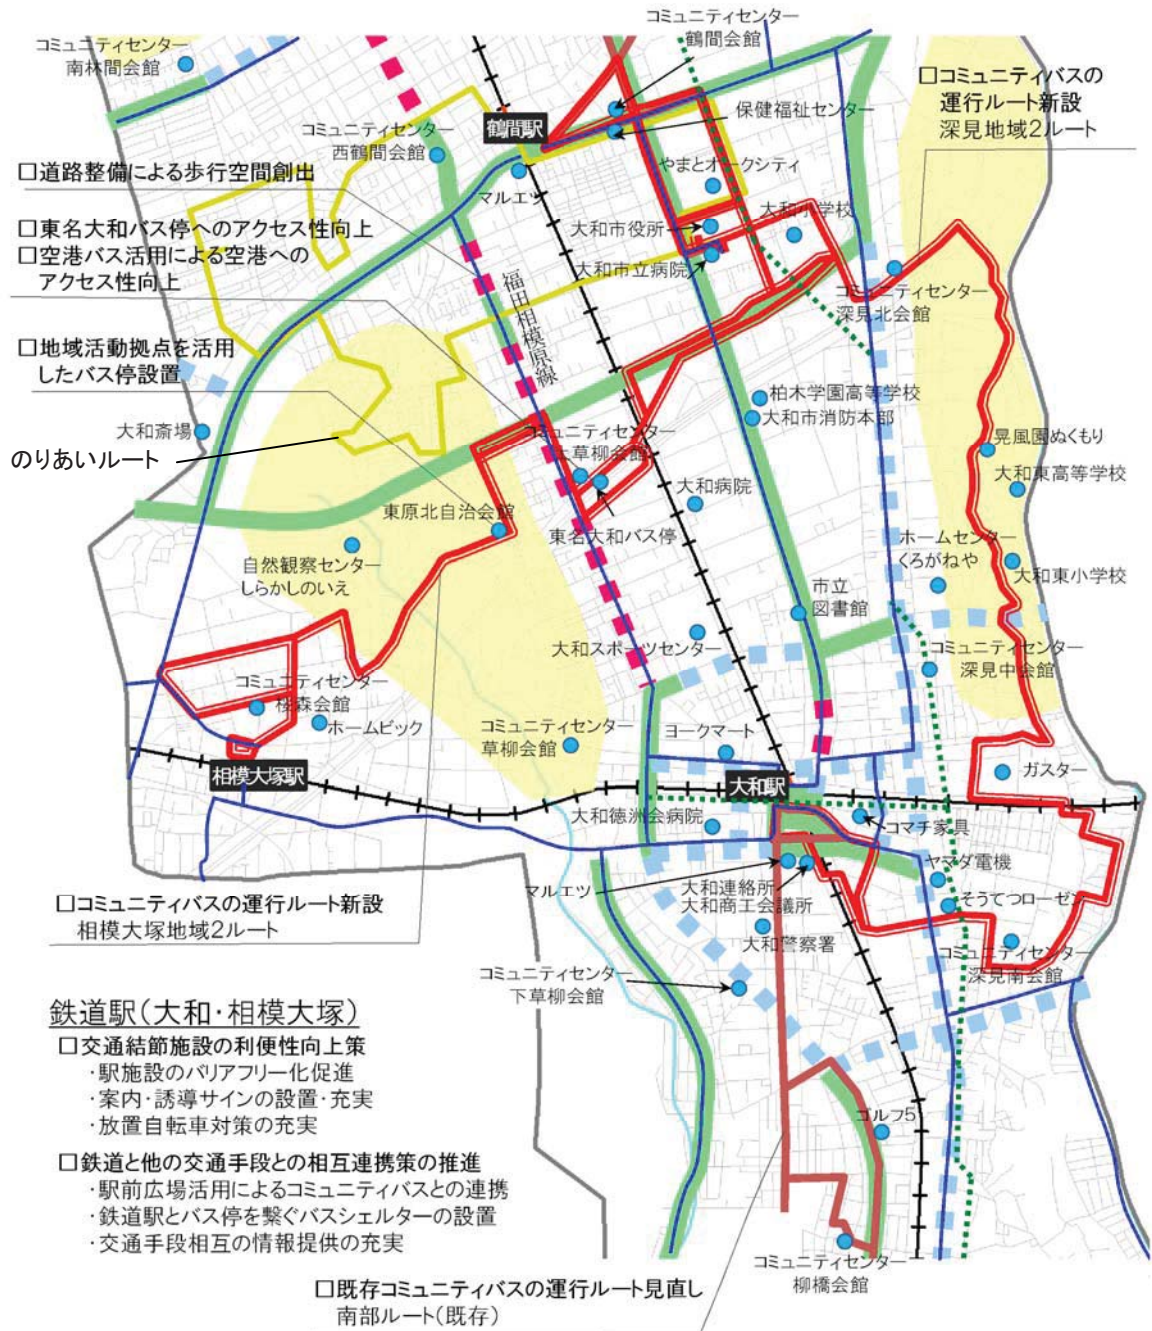 コミュニティセンター
鶴間会館
コミュニティセンター
南林間会館
□コミュニティバスの
運行ルート新設
深見地域2ルート
鶴間駅
保健福祉センター
コミュニティセンター
西鶴間会館
やまとオークシティ
□道路整備による歩行空間創出
マルエツ
大和小学校
□東名大和バス停へのアクセス性向上
大和市役所
□空港バス活用による空港への
アクセス性向上
大和市立病院
福田相模原線
コミュニティセンター
深見北会館
□地域活動拠点を活用
したバス停設置
柏木学園高等学校
大和市消防本部
大和斎場
コミュニティセンター
上草柳会館
晃風園ぬくもり
のりあいルート
大和東高等学校
大和病院
東原北自治会館
東名大和バス停
ホームセンター
くろがねや
自然観察センター
しらかしのいえ
大和東小学校
市立
図書館
大和スポーツセンター
コミュニティセンター
深見中会館
コミュニティセンター
桜森会館
ホームピック
コミュニティセンター
草柳会館
ヨークマート
相模大塚駅
大和駅
ガスター
大和徳洲会病院
コマチ家具
マルエツ
大和連絡所
大和商工会議所
ヤマダ電機
□コミュニティバスの運行ルート新設
相模大塚地域2ルート
そうてつローゼン
大和警察署
コミュニティセンター
深見南会館
コミュニティセンター
下草柳会館
鉄道駅(大和・相模大塚)
□交通結節施設の利便性向上策
・駅施設のバリアフリー化促進
・案内・誘導サインの設置・充実
・放置自転車対策の充実
ゴルフ5
□鉄道と他の交通手段との相互連携策の推進
・駅前広場活用によるコミュニティバスとの連携
・鉄道駅とバス停を繋ぐバスシェルターの設置
・交通手段相互の情報提供の充実
コミュニティセンター
柳橋会館
□既存コミュニティバスの運行ルート見直し
南部ルート(既存)